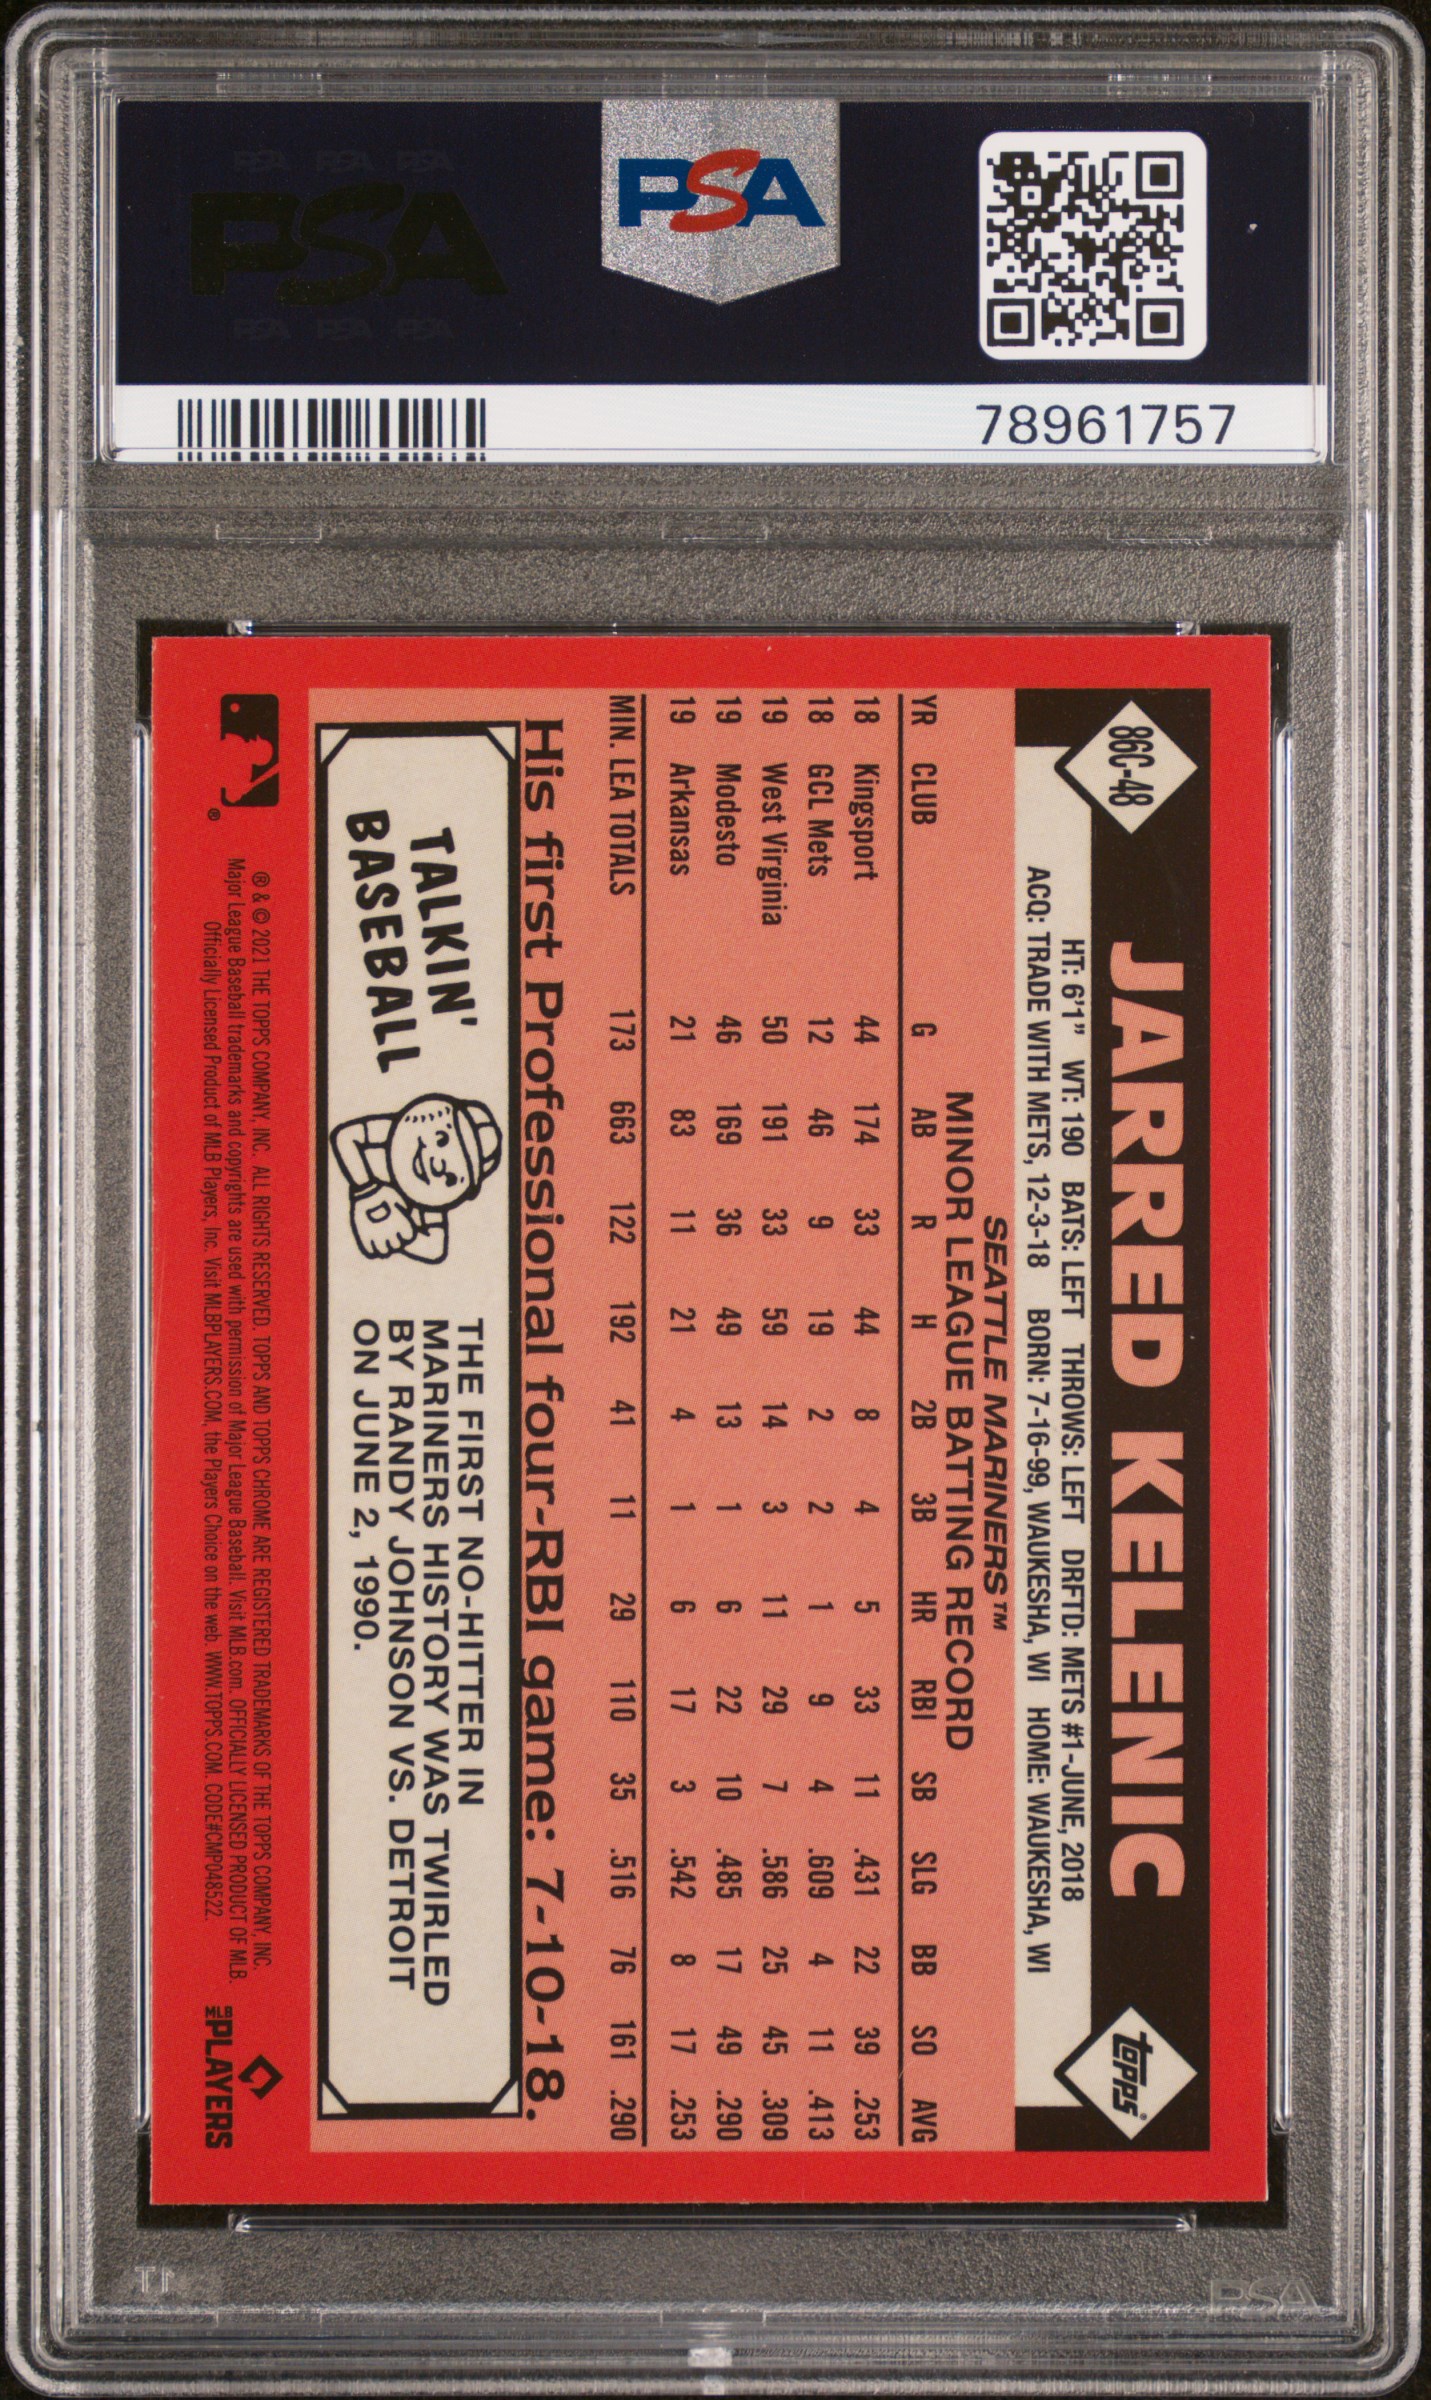 PSA PSA PSA
PSA
PSA PSA PSA
PSA
78961757
86C-48
JARRED KELENIC
topps®
HT: 6'1" WT: 190 BATS: LEFT THROWS: LEFT DRFTD: METS #1-JUNE, 2018
ACQ: TRADE WITH METS, 12-3-18 BORN: 7-16-99, WAUKESHA, WI HOME: WAUKESHA, WI
SEATTLE MARINERS™
MINOR LEAGUE BATTING RECORD
YR CLUB G AB R H 2B 3B HR RBI SB SLG BB SO AVG
18 Kingsport 44 174 33 44 8 4 5 33 11 .431 22 39 .253
18 GCL Mets 12 46 9 19 2 2 1 9 4 .609 4 11 .413
19 West Virginia 50 191 33 59 14 3 11 29 7 .586 25 45 .309
19 Modesto 46 169 36 49 13 1 6 22 10 .485 17 49 .290
19 Arkansas 21 83 11 21 4 1 6 17 3 .542 8 17 .253
MIN. LEA TOTALS 173 663 122 192 41 11 29 110 35 .516 76 161 .290
His first Professional four-RBI game: 7-10-18.
TALKIN'
BASEBALL
THE FIRST NO-HITTER IN
MARINERS HISTORY WAS TWIRLED
BY RANDY JOHNSON VS. DETROIT
ON JUNE 2, 1990.
®
® & © 2021 THE TOPPS COMPANY, INC. ALL RIGHTS RESERVED. TOPPS AND TOPPS CHROME ARE REGISTERED TRADEMARKS OF THE TOPPS COMPANY, INC.
Major League Baseball trademarks and copyrights are used with permission of Major League Baseball. Visit MLB.com. OFFICIALLY LICENSED PRODUCT OF MLB.
Officially Licensed Product of MLB Players, Inc. Visit MLBPLAYERS.COM, the Players Choice on the web. WWW.TOPPS.COM. CODE#CMP048522.
MLB PLAYERS
PSA